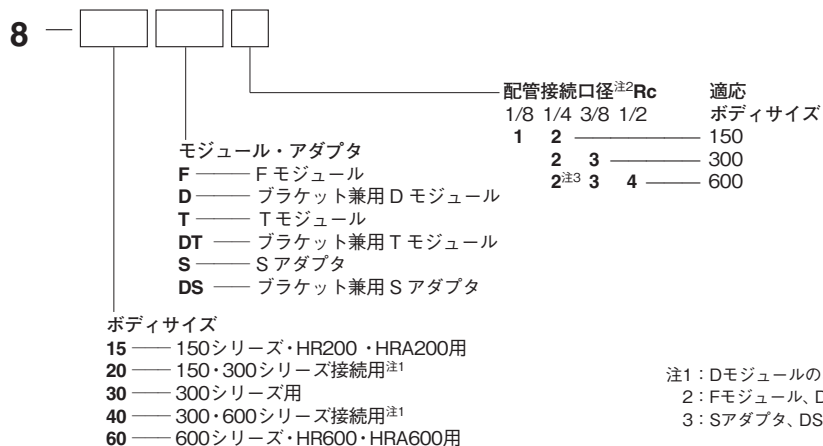 8 —
配管接続口径注2Rc 適応
1/8 1/4 3/8 1/2 ボディサイズ
1 2 150
2 3 300
2注3 3 4 600
モジュール・アダプタ
F F モジュール
D ブラケット兼用 D モジュール
T T モジュール
DT ブラケット兼用 T モジュール
S S アダプタ
DS ブラケット兼用 S アダプタ
ボディサイズ
15 150シリーズ・HR200・HRA200用
20 150・300シリーズ接続用注1
30 300シリーズ用
40 300・600シリーズ接続用注1
60 600シリーズ・HR600・HRA600用
注1：Dモジュールの
2：Fモジュール、D
3：Sアダプタ、DS